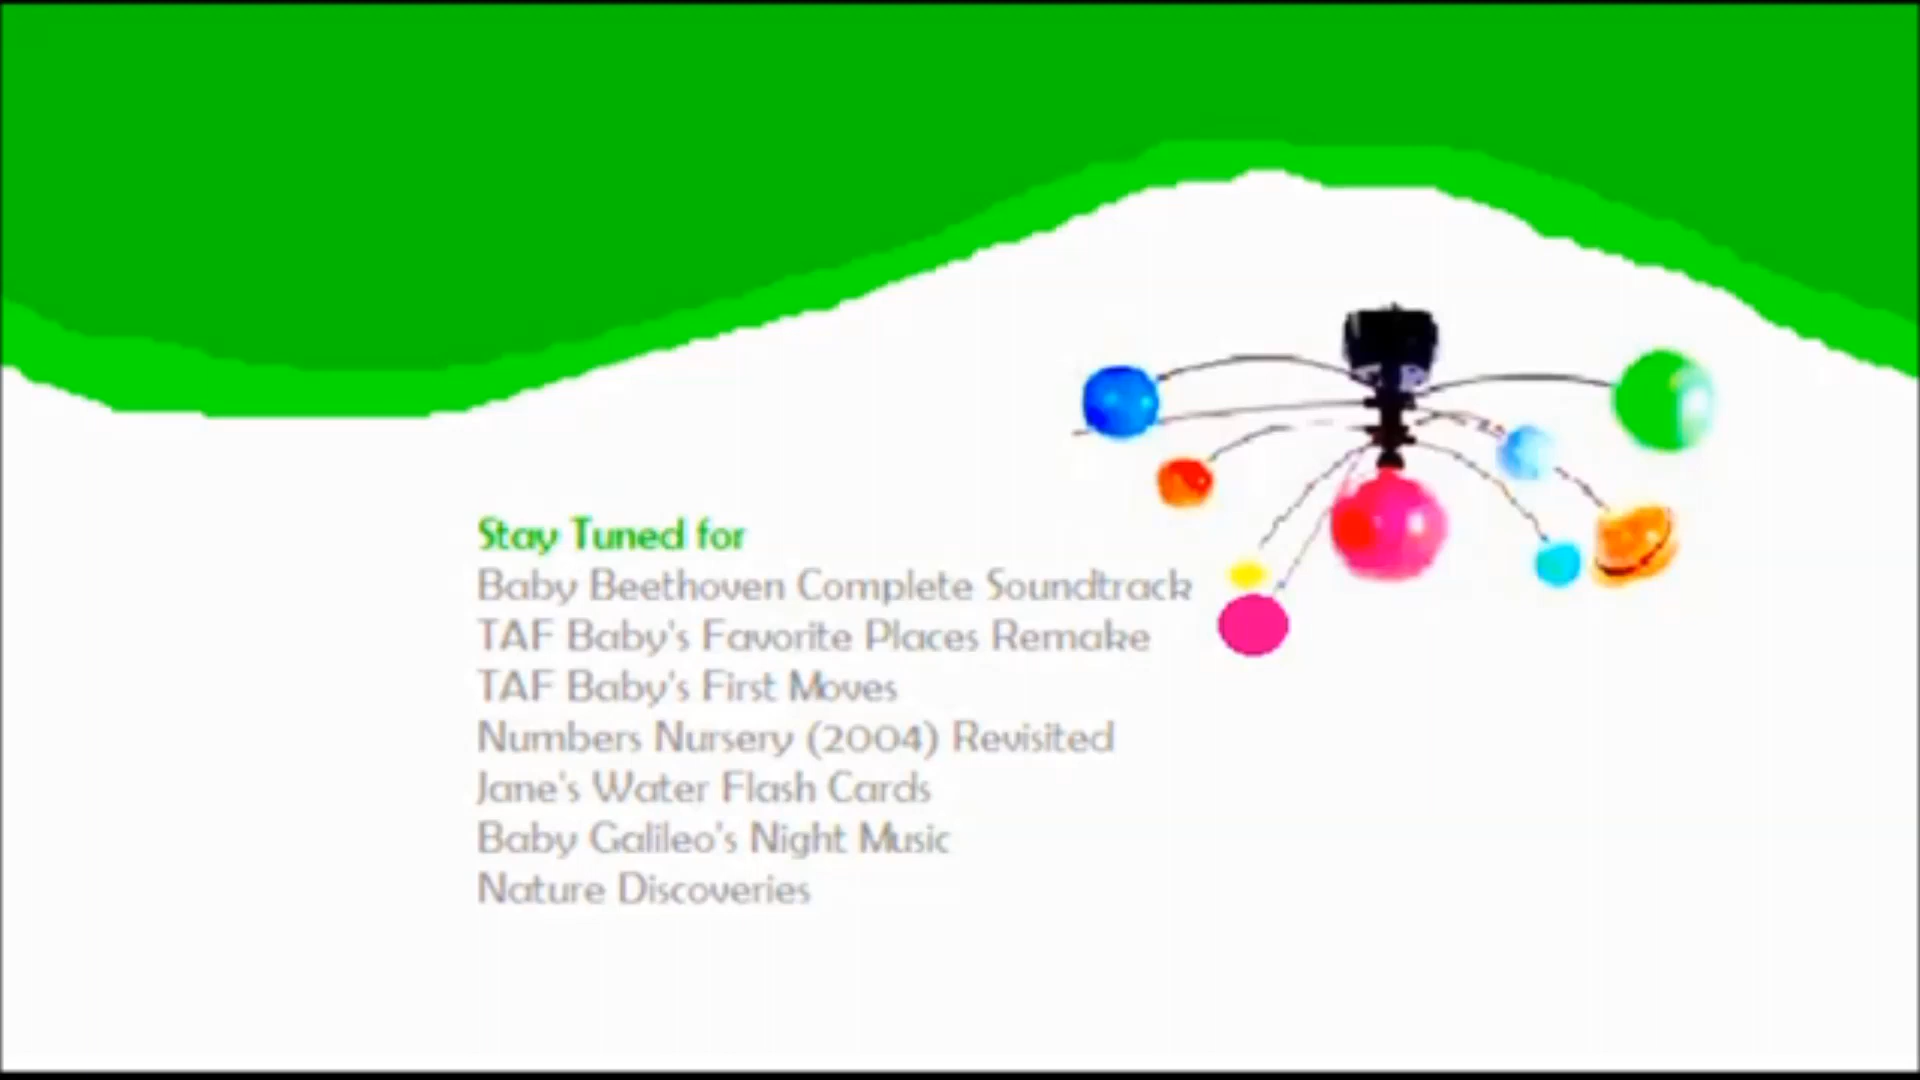 Stay Tuned for
Baby Beethoven Complete Soundtrack
TAF Baby's Favorite Places Remake
TAF Baby's First Moves
Numbers Nursery (2004) Revisited
Jane's Water Flash Cards
Baby Galileo's Night Music
Nature Discoveries